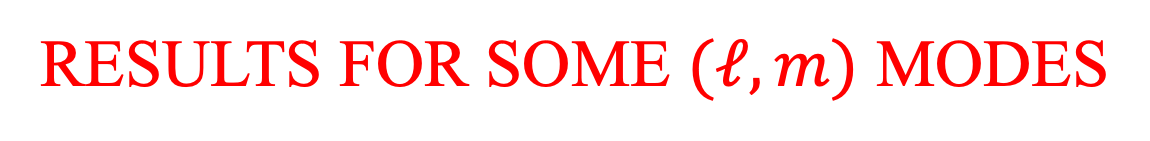 RESULTS FOR SOME (ℓ, m) MODES